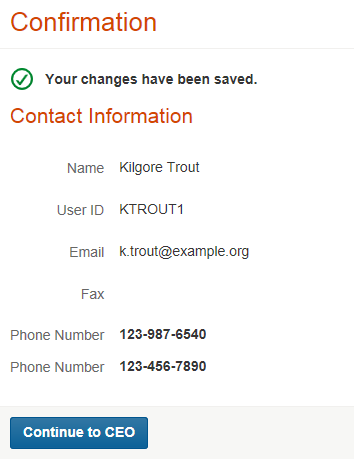 Confirmation
Your changes have been saved.
Contact Information
Name Kilgore Trout
User ID KTROUT1
Email k.trout@example.org
Fax
Phone Number 123-987-6540
Phone Number 123-456-7890
Continue to CEO